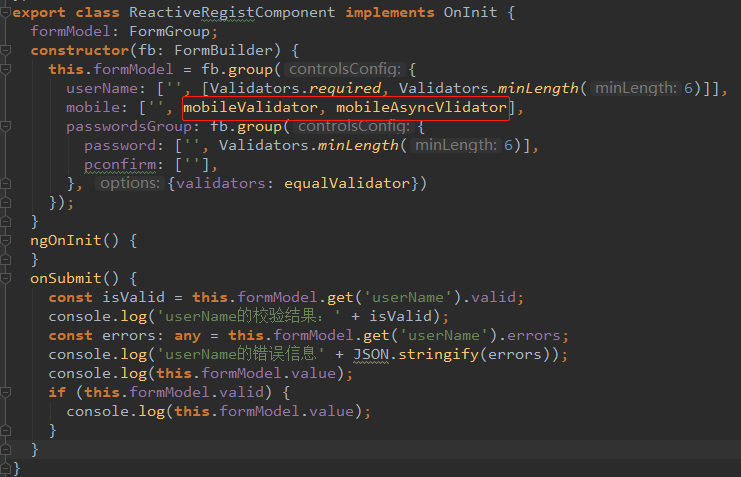 export class ReactiveRegistComponent implements OnInit {
formModel: FormGroup;
constructor(fb: FormBuilder) {
this.formModel = fb.group( controlsConfig: {
userName: ['', [Validators.required, Validators.minLength( minLength: 6)]],
mobile: ['', mobileValidator, mobileAsyncVlidator],
passwordsGroup: fb.group( controlsConfig: {
password: ['', Validators.minLength( minLength: 6)],
pconfirm: [''],
}, options: {validators: equalValidator})
});
}
ngOnInit() {
}
onSubmit() {
const isValid = this.formModel.get('userName').valid;
console.log('userName的校验结果：' + isValid);
const errors: any = this.formModel.get('userName').errors;
console.log('userName的错误信息' + JSON.stringify(errors));
console.log(this.formModel.value);
if (this.formModel.valid) {
console.log(this.formModel.value);
}
}
}